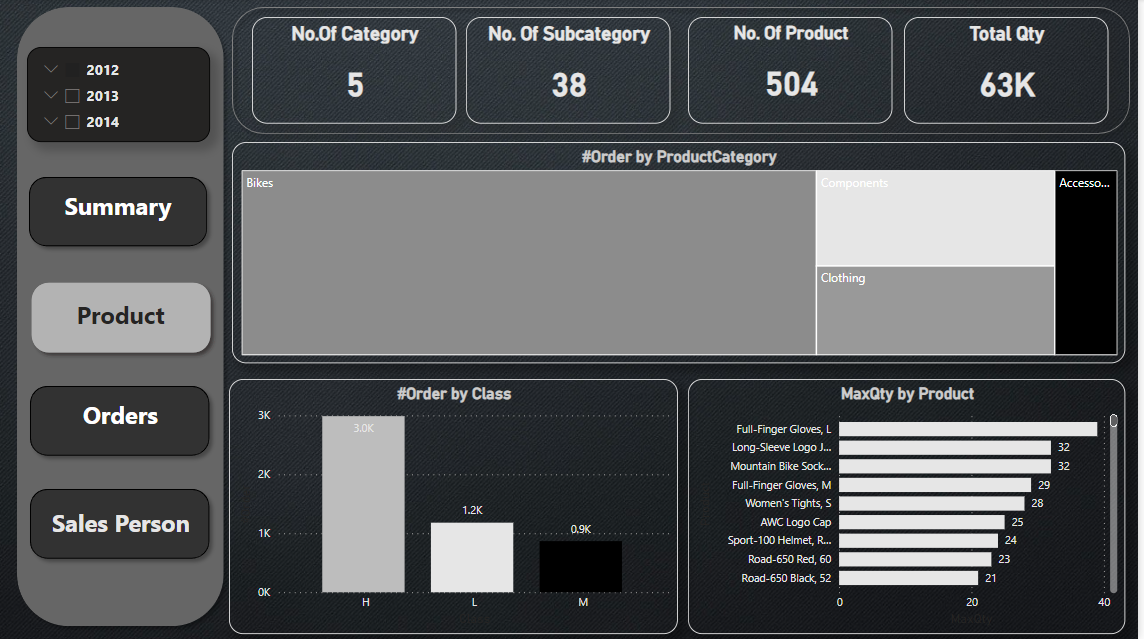 2012
2013
2014
Summary
Product
Orders
Sales Person
No.Of Category
5
No. Of Subcategory
38
No. Of Product
504
Total Qty
63K
#Order by ProductCategory
Bikes
Components
Clothing
Accesso...
#Order by Class
3K
2K
1K
0K
3.0K
1.2K
0.9K
H
L
M
MaxQty by Product
Full-Finger Gloves, L
Long-Sleeve Logo J... 32
Mountain Bike Sock... 32
Full-Finger Gloves, M 29
Women's Tights, S 28
AWC Logo Cap 25
Sport-100 Helmet, R... 24
Road-650 Red, 60 23
Road-650 Black, 52 21
0 20 40
MaxQty